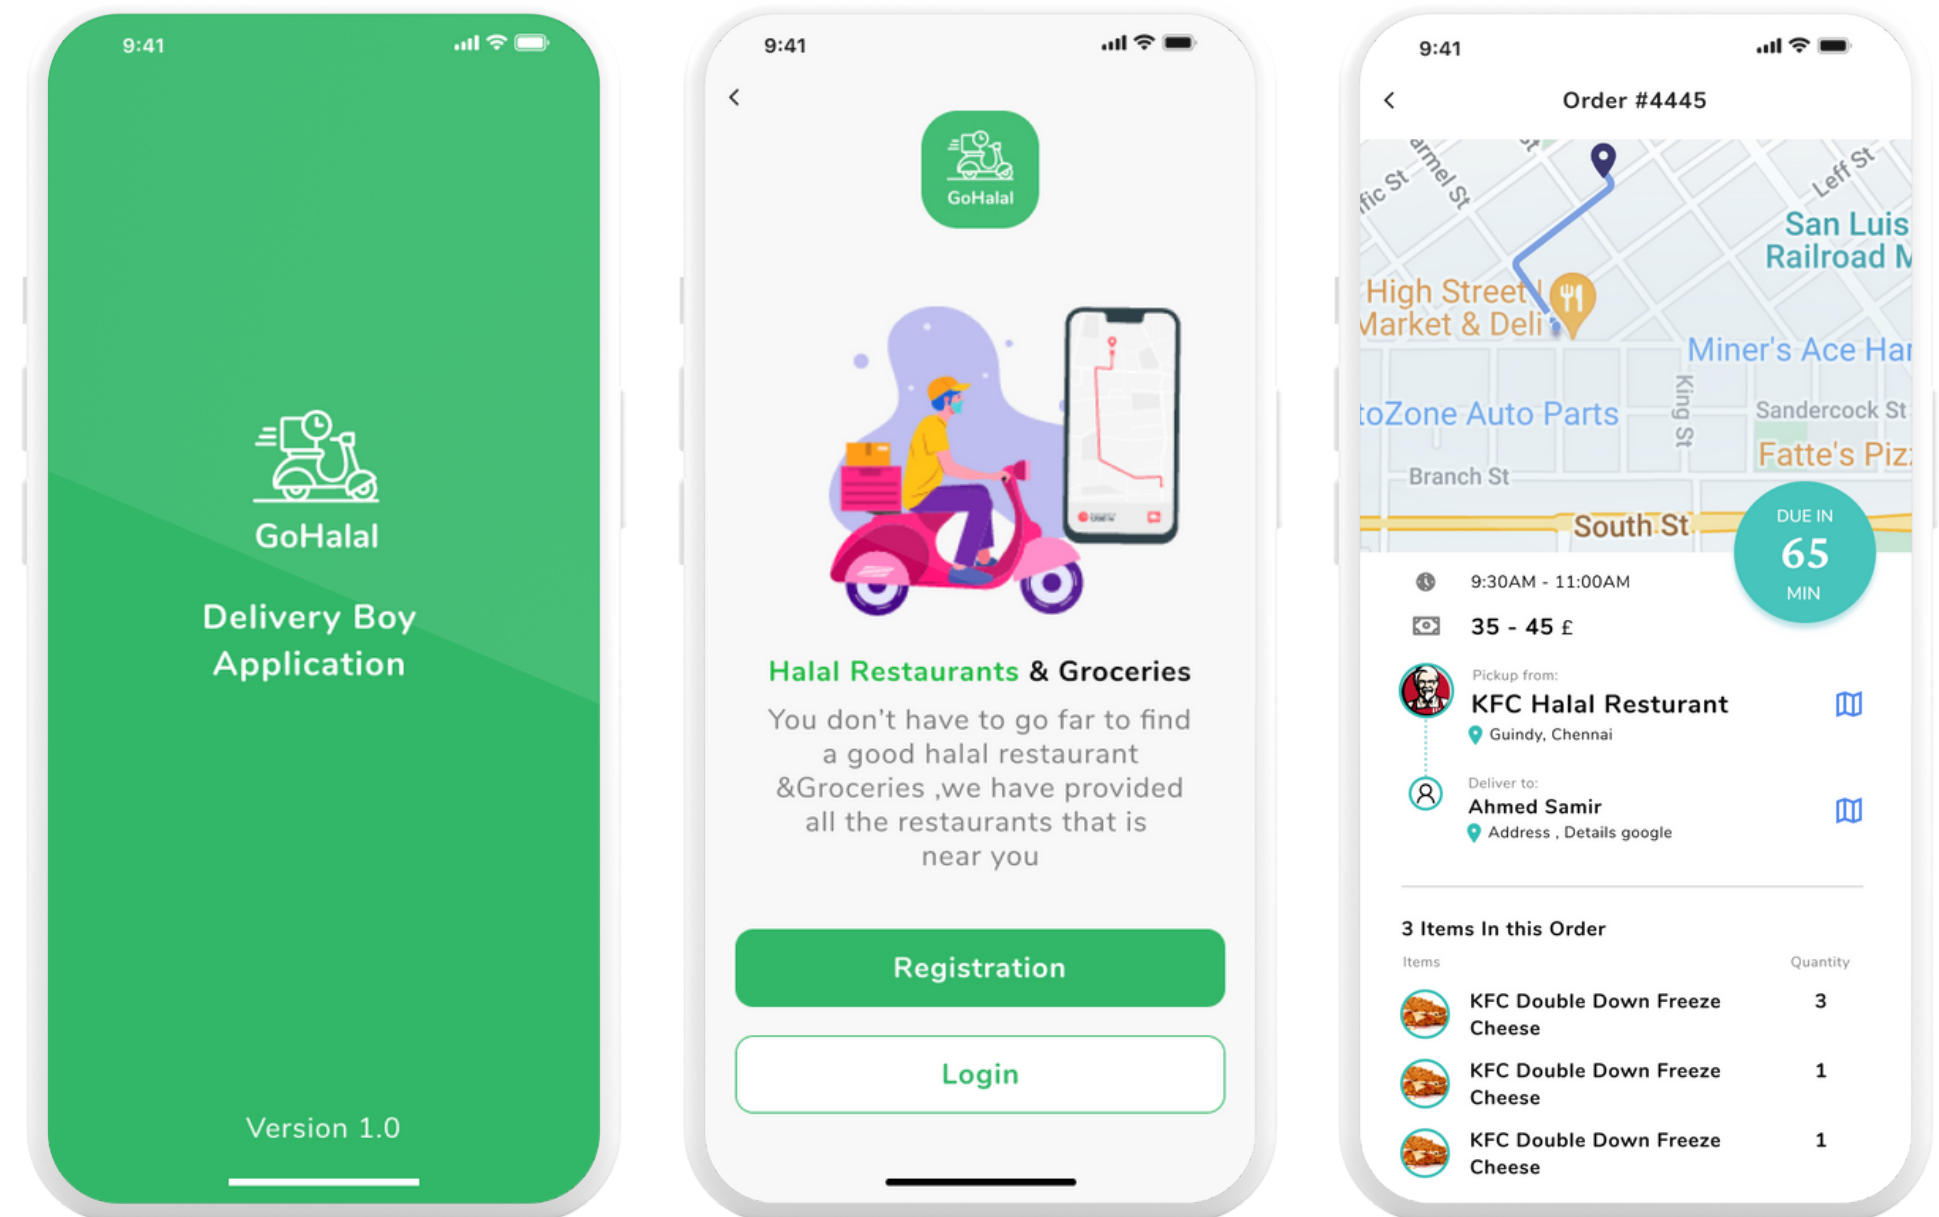 9:41
GoHalal
Delivery Boy
Application
Version 1.0
9:41
GoHalal
Halal Restaurants & Groceries
You don't have to go far to find
a good halal restaurant
&Groceries ,we have provided
all the restaurants that is
near you
Registration
Login
9:41
Order #4445
armel St
fic St
Leff St
San Luis
Railroad M
High Street
Market & Deli
Miner's Ace Har
King St
toZone Auto Parts
Sandercock St
Fatte's Piz
Branch St
South St
DUE IN
65
MIN
9:30AM - 11:00AM
35 - 45 £
Pickup from:
KFC Halal Resturant
Guindy, Chennai
Deliver to:
Ahmed Samir
Address , Details google
3 Items In this Order
Items Quantity
KFC Double Down Freeze 3
Cheese
KFC Double Down Freeze 1
Cheese
KFC Double Down Freeze 1
Cheese